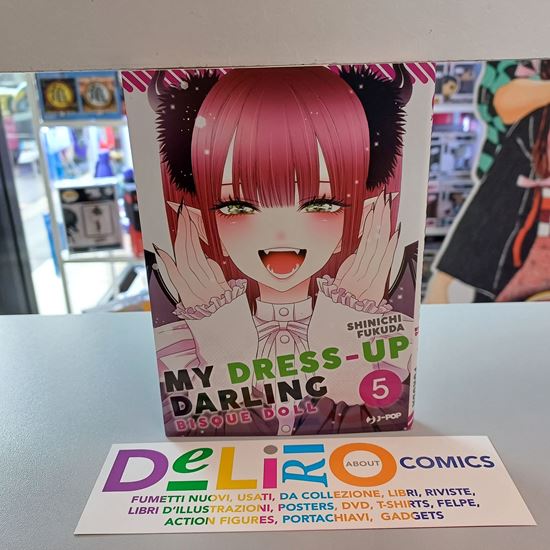 SHINICHI
FUKUDA
MY DRESS-UP
DARLING
BISQUE DOLL
5
J-POP
DeLiRiO ABOUT COMICS
FUMETTI NUOVI, USATI, DA COLLEZIONE, LIBRI, RIVISTE,
LIBRI D'ILLUSTRAZIONI, POSTERS, DVD, T-SHIRTS, FELPE,
ACTION FIGURES, PORTACHIAVI, GADGETS